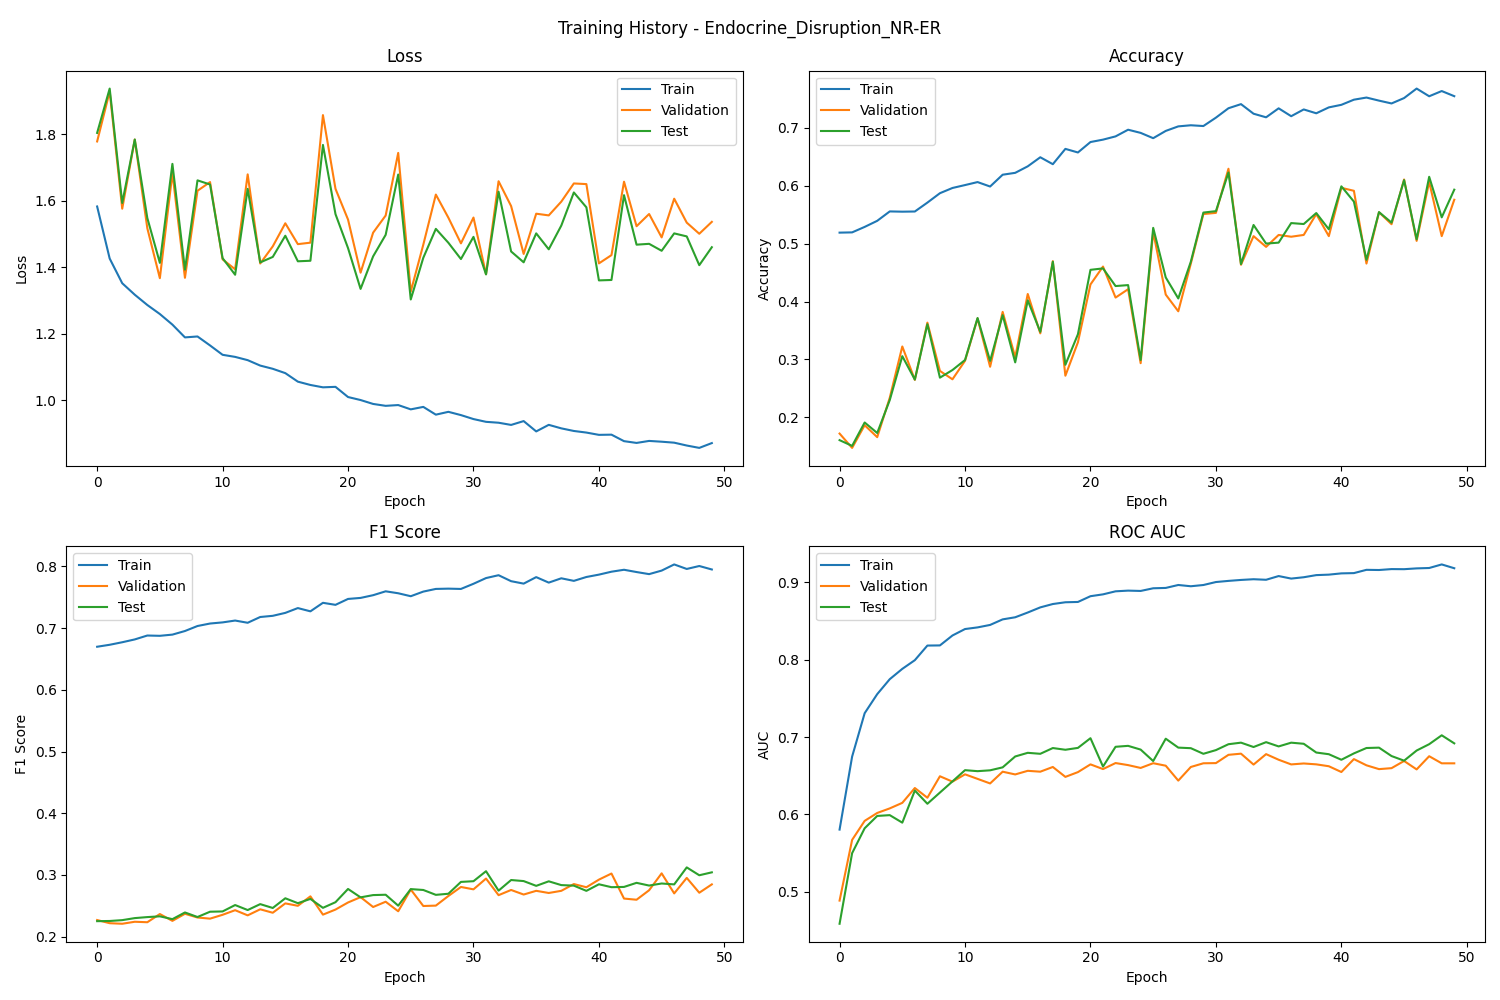 Training History - Endocrine_Disruption_NR-ER
Loss
Train
Validation
Test
1.8
1.6
1.4
1.2
1.0
Loss
0 10 20 30 40 50
Epoch
Accuracy
Train
Validation
Test
0.7
0.6
0.5
0.4
0.3
0.2
Accuracy
0 10 20 30 40 50
Epoch
F1 Score
Train
Validation
Test
0.8
0.7
0.6
0.5
0.4
0.3
0.2
F1 Score
0 10 20 30 40 50
Epoch
ROC AUC
Train
Validation
Test
0.9
0.8
0.7
0.6
0.5
AUC
0 10 20 30 40 50
Epoch